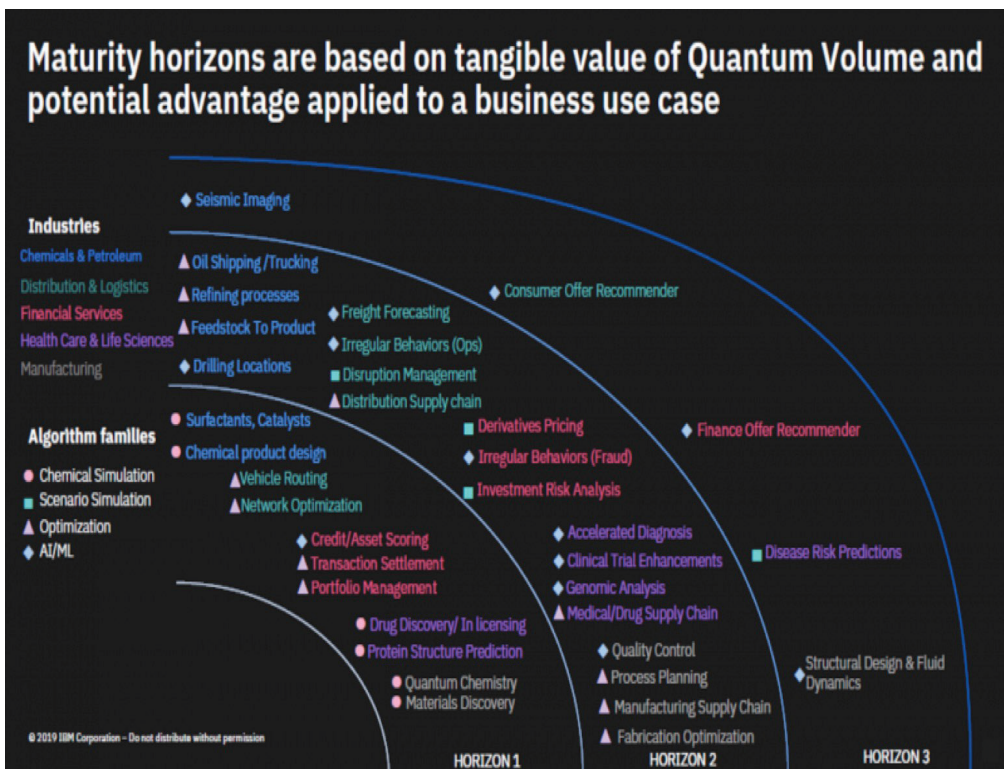 Maturity horizons are based on tangible value of Quantum Volume and
potential advantage applied to a business use case
Industries
Chemicals & Petroleum
Distribution & Logistics
Financial Services
Health Care & Life Sciences
Manufacturing
Algorithm families
Chemical Simulation
Scenario Simulation
Optimization
AI/ML
Seismic Imaging
Oil Shipping /Trucking
Refining processes
Feedstock To Product
Drilling Locations
Surfactants, Catalysts
Chemical product design
Consumer Offer Recommender
Freight Forecasting
Irregular Behaviors (Ops)
Disruption Management
Distribution Supply chain
Vehicle Routing
Network Optimization
Derivatives Pricing
Irregular Behaviors (Fraud)
Investment Risk Analysis
Finance Offer Recommender
Credit/Asset Scoring
Transaction Settlement
Portfolio Management
Accelerated Diagnosis
Clinical Trial Enhancements
Genomic Analysis
Medical/Drug Supply Chain
Disease Risk Predictions
Drug Discovery/ In licensing
Protein Structure Prediction
Quantum Chemistry
Materials Discovery
Quality Control
Process Planning
Manufacturing Supply Chain
Fabrication Optimization
Structural Design & Fluid
Dynamics
© 2019 IBM Corporation – Do not distribute without permission
HORIZON 1
HORIZON 2
HORIZON 3